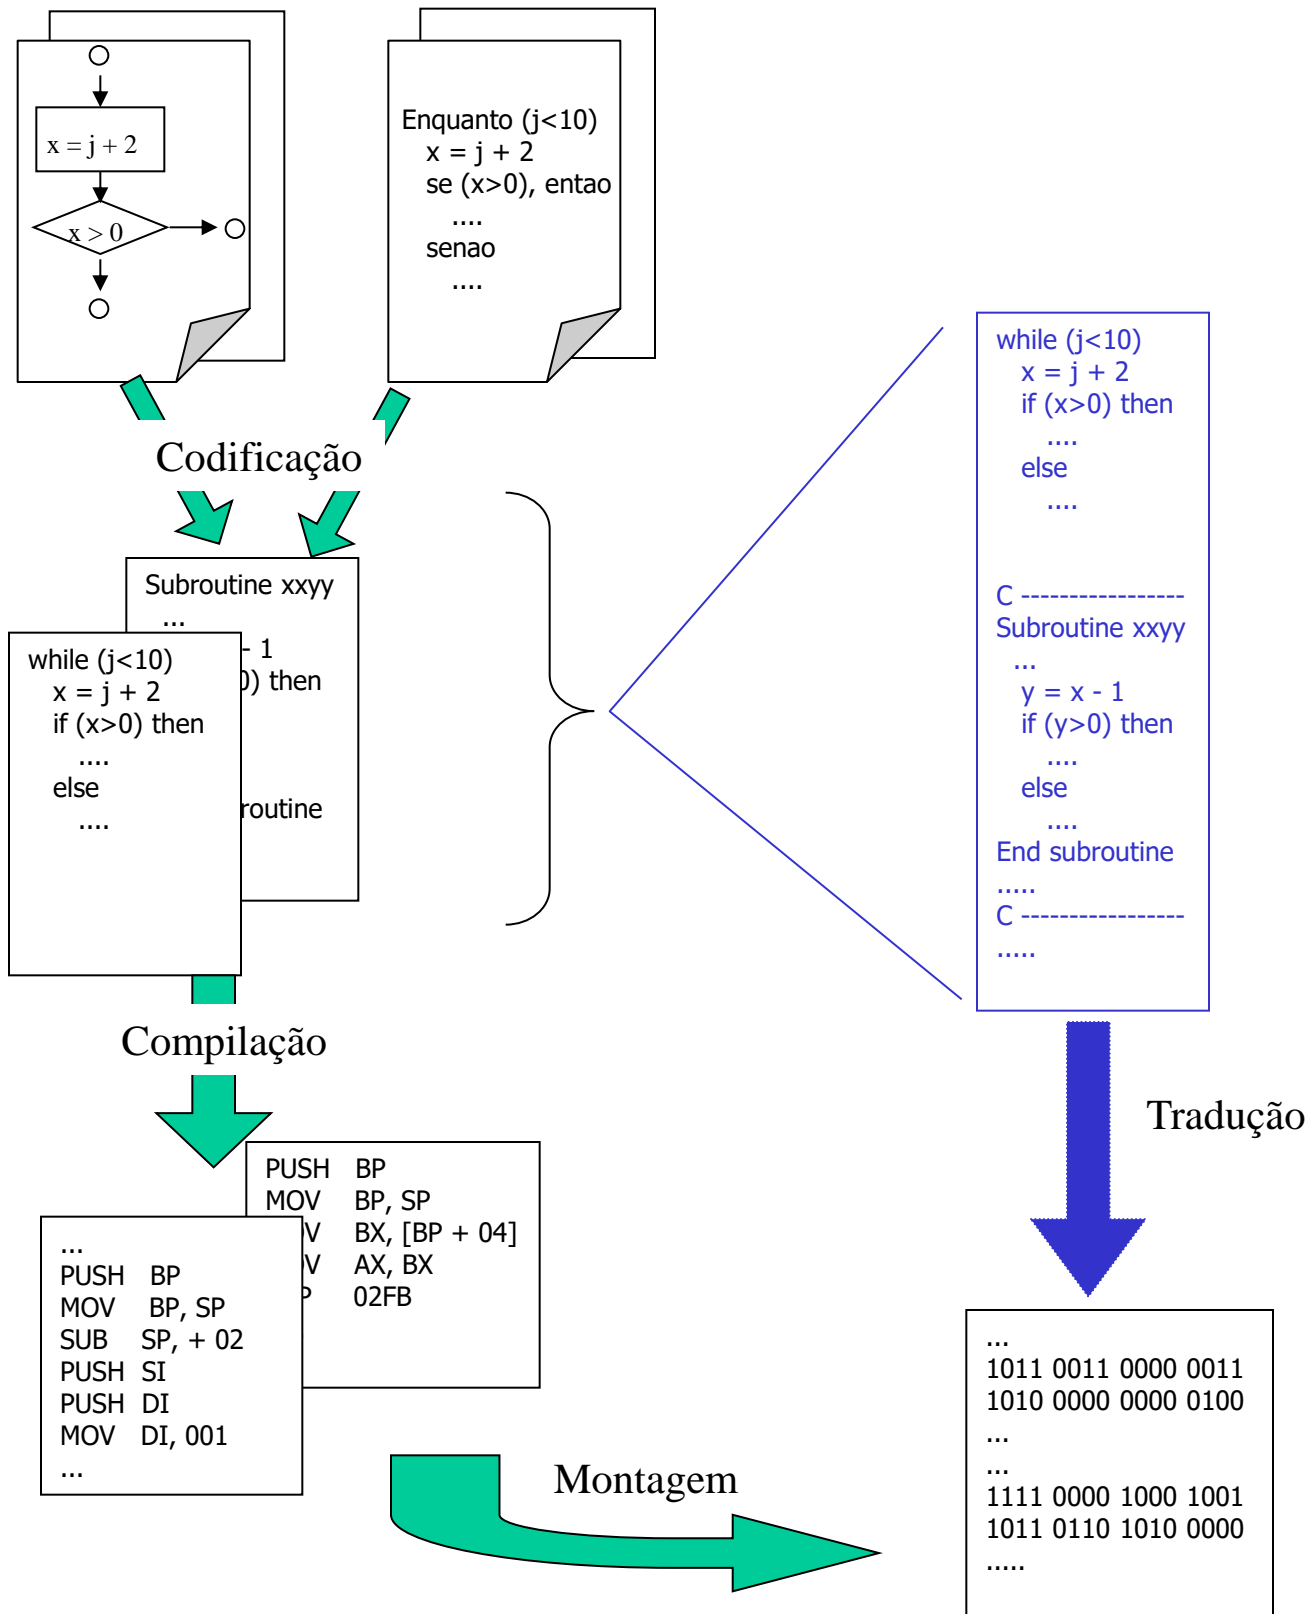 x = j + 2
x > 0
Enquanto (j<10)
x = j + 2
se (x>0), entao
....
senao
....
Codificação
Subroutine xxyy
...
- 1
) then
routine
while (j<10)
x = j + 2
if (x>0) then
....
else
....
while (j<10)
x = j + 2
if (x>0) then
....
else
....
C -----------------
Subroutine xxyy
...
y = x - 1
if (y>0) then
....
else
....
End subroutine
.....
C -----------------
.....
Compilação
Tradução
PUSH BP
MOV BP, SP
V BX, [BP + 04]
V AX, BX
02FB
...
PUSH BP
MOV BP, SP
SUB SP, + 02
PUSH SI
PUSH DI
MOV DI, 001
...
Montagem
...
1011 0011 0000 0011
1010 0000 0000 0100
...
...
1111 0000 1000 1001
1011 0110 1010 0000
.....